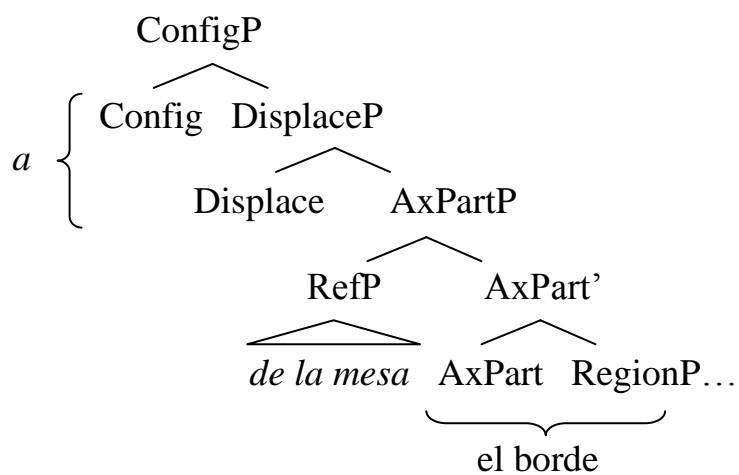 ConfigP
Config DisplaceP
a
Displace AxPartP
RefP AxPart’
de la mesa AxPart RegionP…
el borde